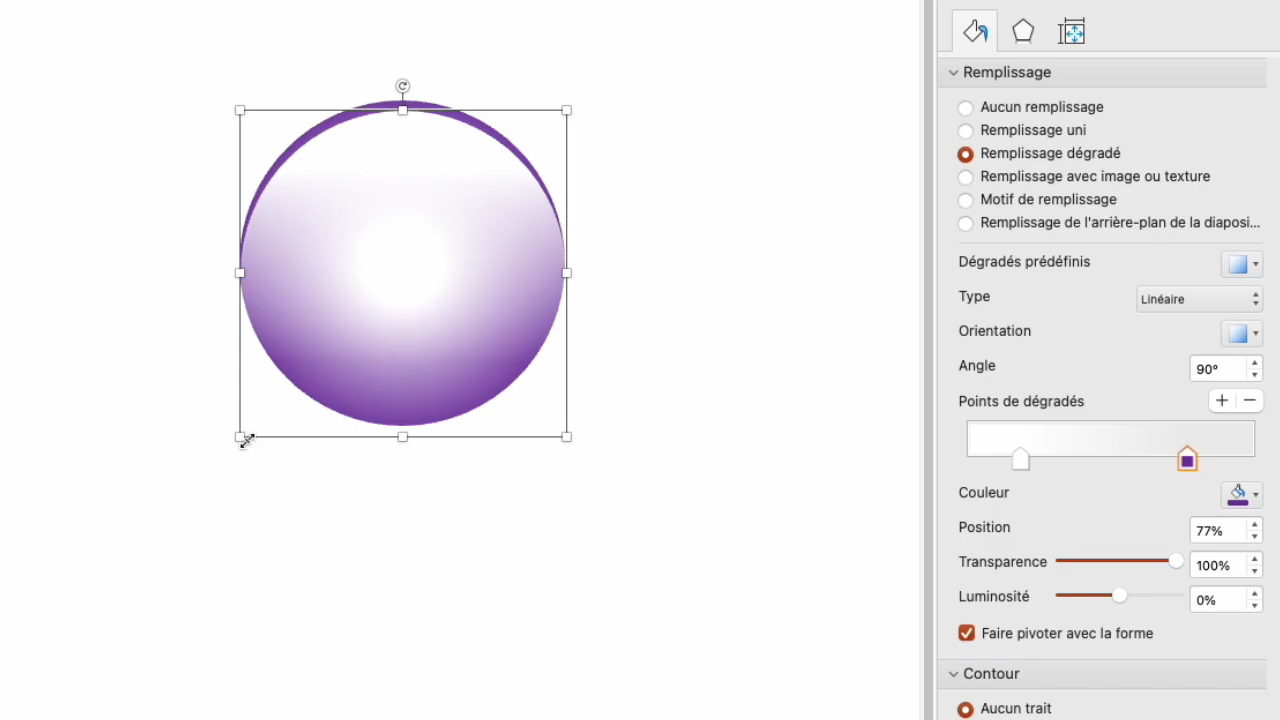 Remplissage
Aucun remplissage
Remplissage uni
Remplissage dégradé
Remplissage avec image ou texture
Motif de remplissage
Remplissage de l'arrière-plan de la diaposi...
Dégradés prédéfinis
Type Linéaire
Orientation
Angle 90°
Points de dégradés
Couleur
Position 77%
Transparence 100%
Luminosité 0%
Faire pivoter avec la forme
Contour
Aucun trait